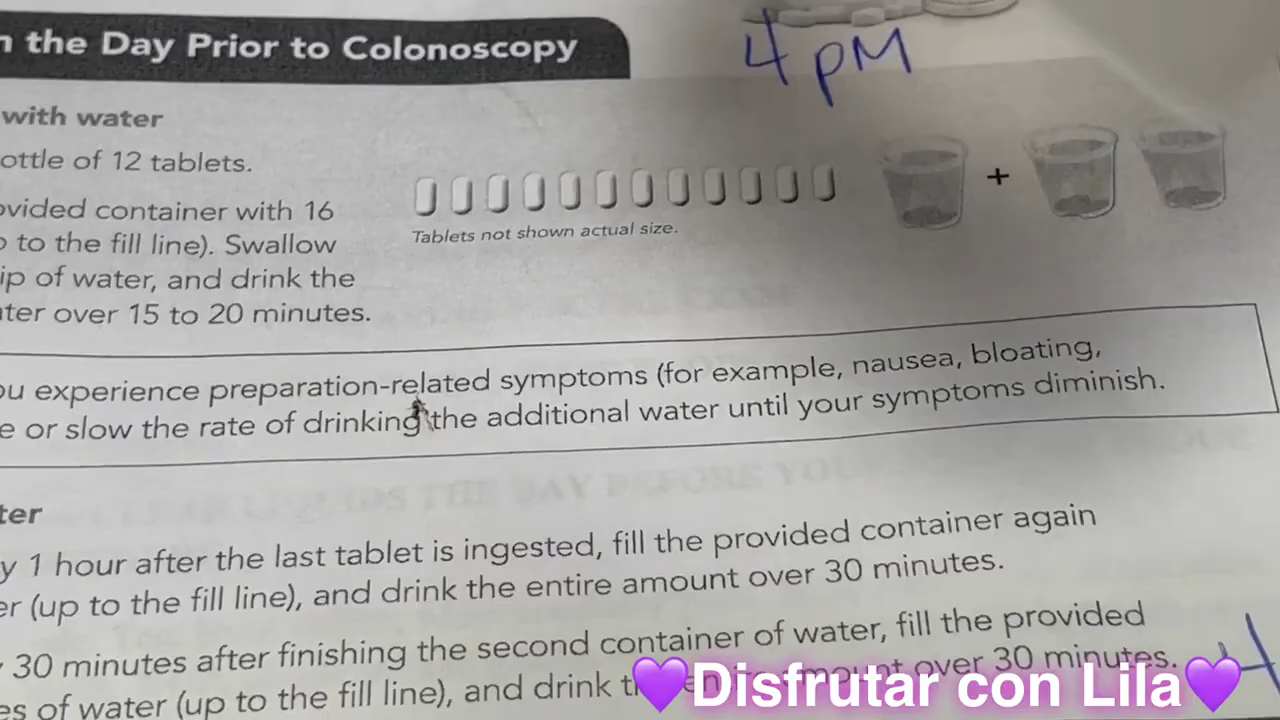 n the Day Prior to Colonoscopy
4 PM
with water
ottle of 12 tablets.
ovided container with 16
o to the fill line). Swallow
ip of water, and drink the
ater over 15 to 20 minutes.
+
Tablets not shown actual size.
ou experience preparation-related symptoms (for example, nausea, bloating,
e or slow the rate of drinking the additional water until your symptoms diminish.
ter
y 1 hour after the last tablet is ingested, fill the provided container again
er (up to the fill line), and drink the entire amount over 30 minutes.
y 30 minutes after finishing the second container of water, fill the provided
es of water (up to the fill line), and drink the entire amount over 30 minutes.
4
💜Disfrutar con Lila💜